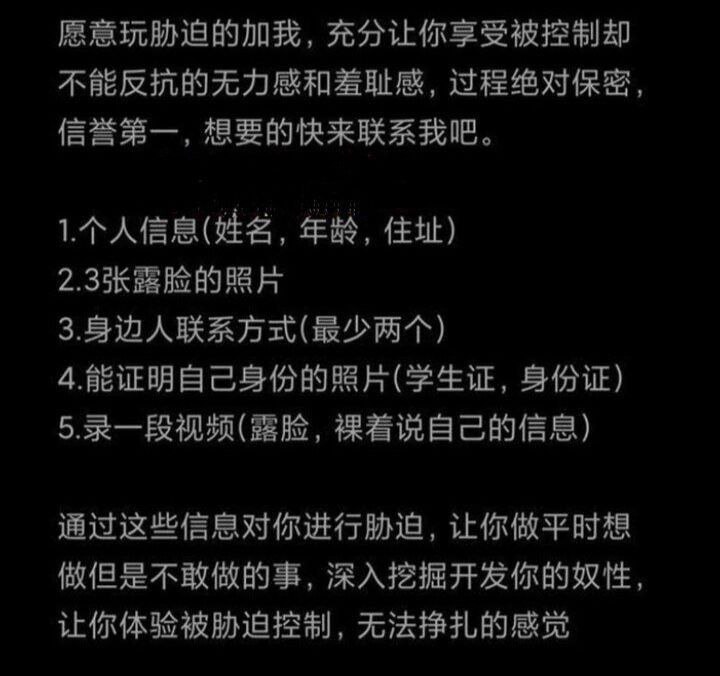 愿意玩胁迫的加我，充分让你享受被控制却
不能反抗的无力感和羞耻感，过程绝对保密，
信誉第一，想要的快来联系我吧。
1.个人信息(姓名，年龄，住址)
2.3张露脸的照片
3.身边人联系方式(最少两个)
4.能证明自己身份的照片(学生证，身份证)
5.录一段视频(露脸，裸着说自己的信息)
通过这些信息对你进行胁迫，让你做平时想
做但是不敢做的事，深入挖掘开发你的奴性，
让你体验被胁迫控制，无法挣扎的感觉